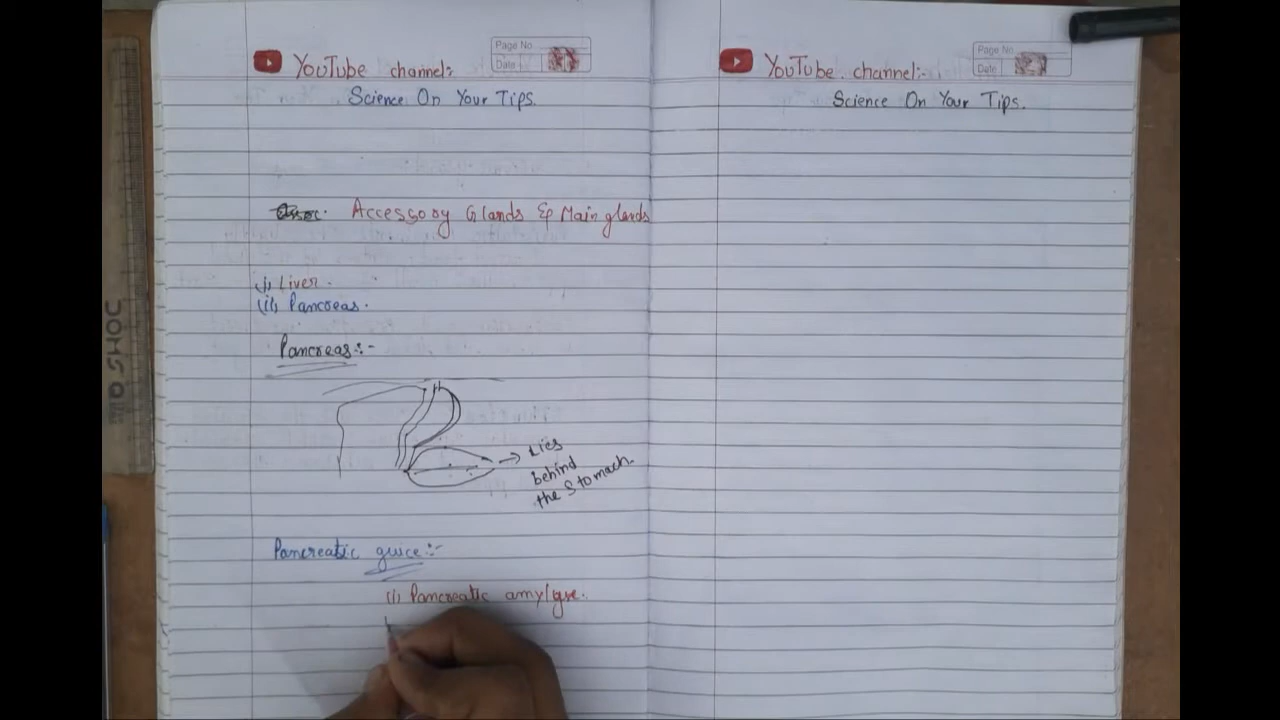 Page No
Date
YouTube channel:-
Science On Your Tips.
Accessory Glands & Main glands
(i) Liver.
(ii) Pancreas.
Pancreas:-
→ Lies
behind
the Stomach.
Pancreatic guice:-
(i) Pancreatic amylase.
Page No.
Date
YouTube channel:-
Science On Your Tips.